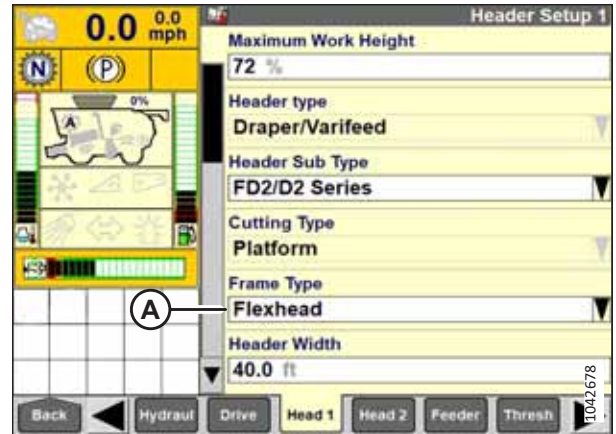 0.0 0.0 mph
N (P)
0%
A
Header Setup 1
Maximum Work Height
72 %
Header type
Draper/Varifeed
Header Sub Type
FD2/D2 Series
Cutting Type
Platform
Frame Type
A
Flexhead
Header Width
40.0 ft
1042678
Back Hydraul Drive Head 1 Head 2 Feeder Thresh